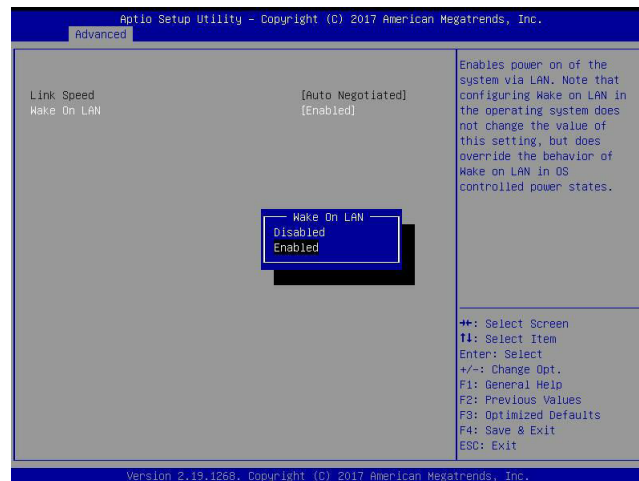 Aptio Setup Utility – Copyright (C) 2017 American Megatrends, Inc.
Advanced
Link Speed [Auto Negotiated]
Wake On LAN [Enabled]
Wake On LAN
Disabled
Enabled
Enables power on of the
system via LAN. Note that
configuring Wake on LAN in
the operating system does
not change the value of
this setting, but does
override the behavior of
Wake on LAN in OS
controlled power states.
→←: Select Screen
↑↓: Select Item
Enter: Select
+/-: Change Opt.
F1: General Help
F2: Previous Values
F3: Optimized Defaults
F4: Save & Exit
ESC: Exit
Version 2.19.1268. Copyright (C) 2017 American Megatrends, Inc.